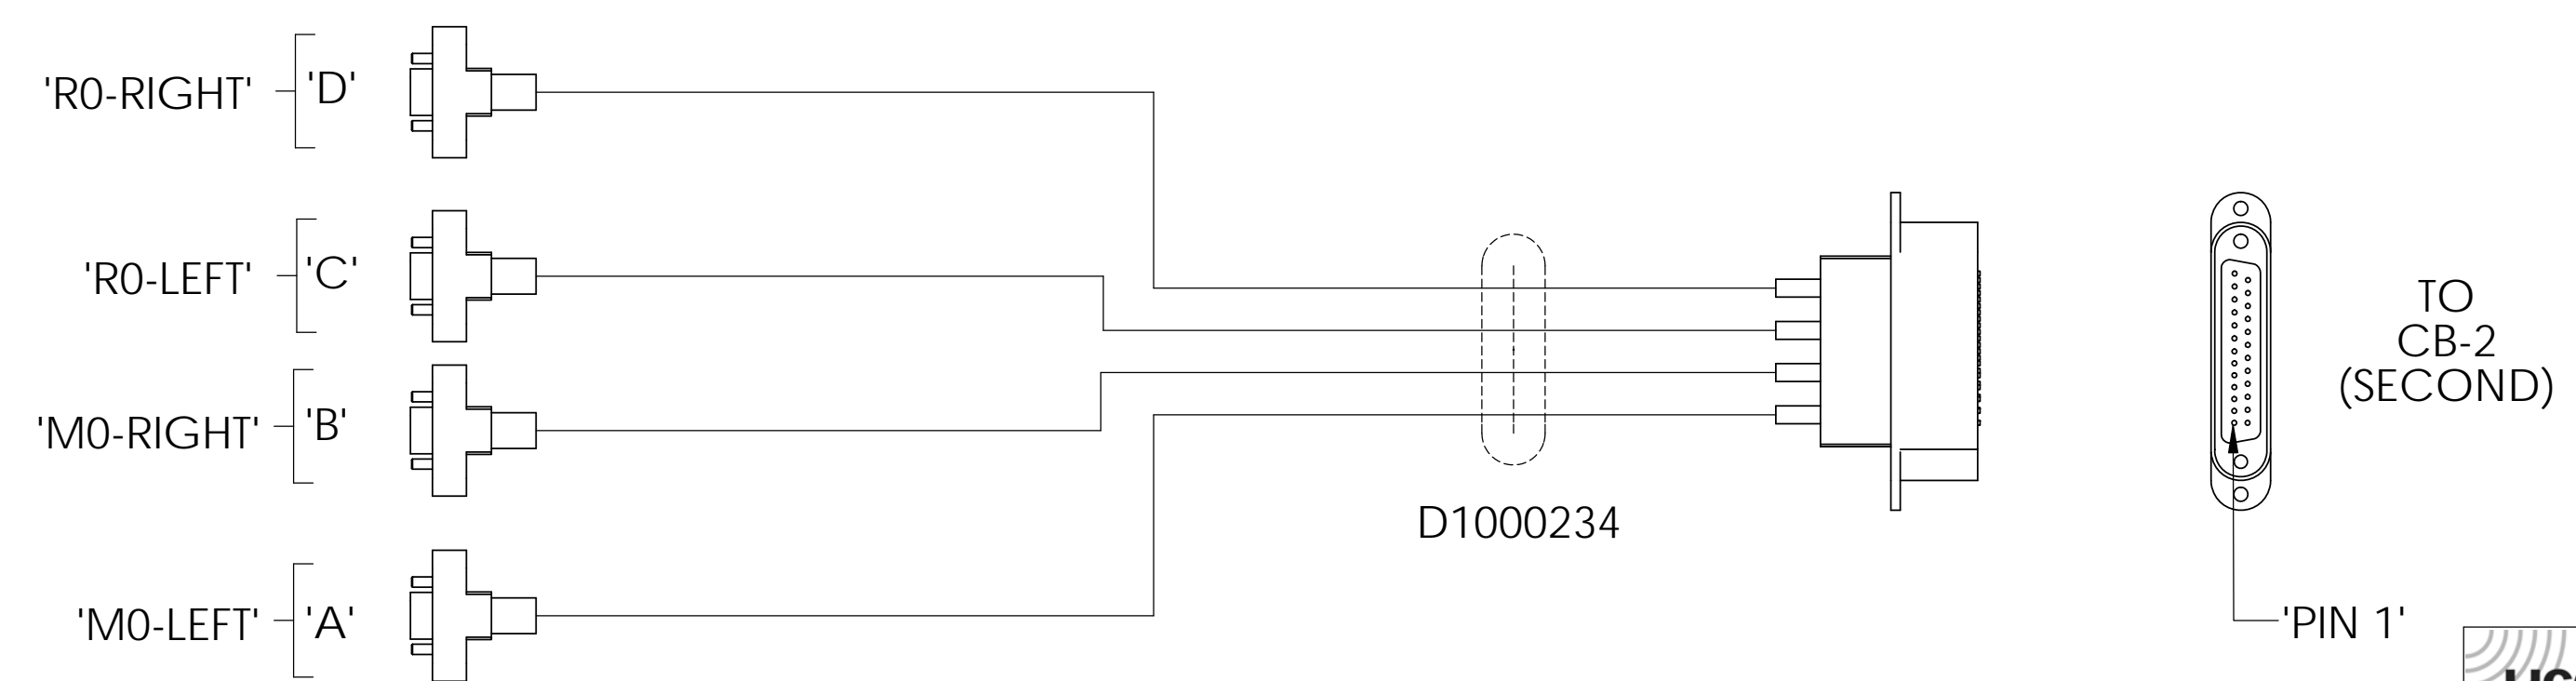 'R0-RIGHT' 'D'
'R0-LEFT' 'C'
'M0-RIGHT' 'B'
'M0-LEFT' 'A'
D1000234
TO
CB-2
(SECOND)
'PIN 1'